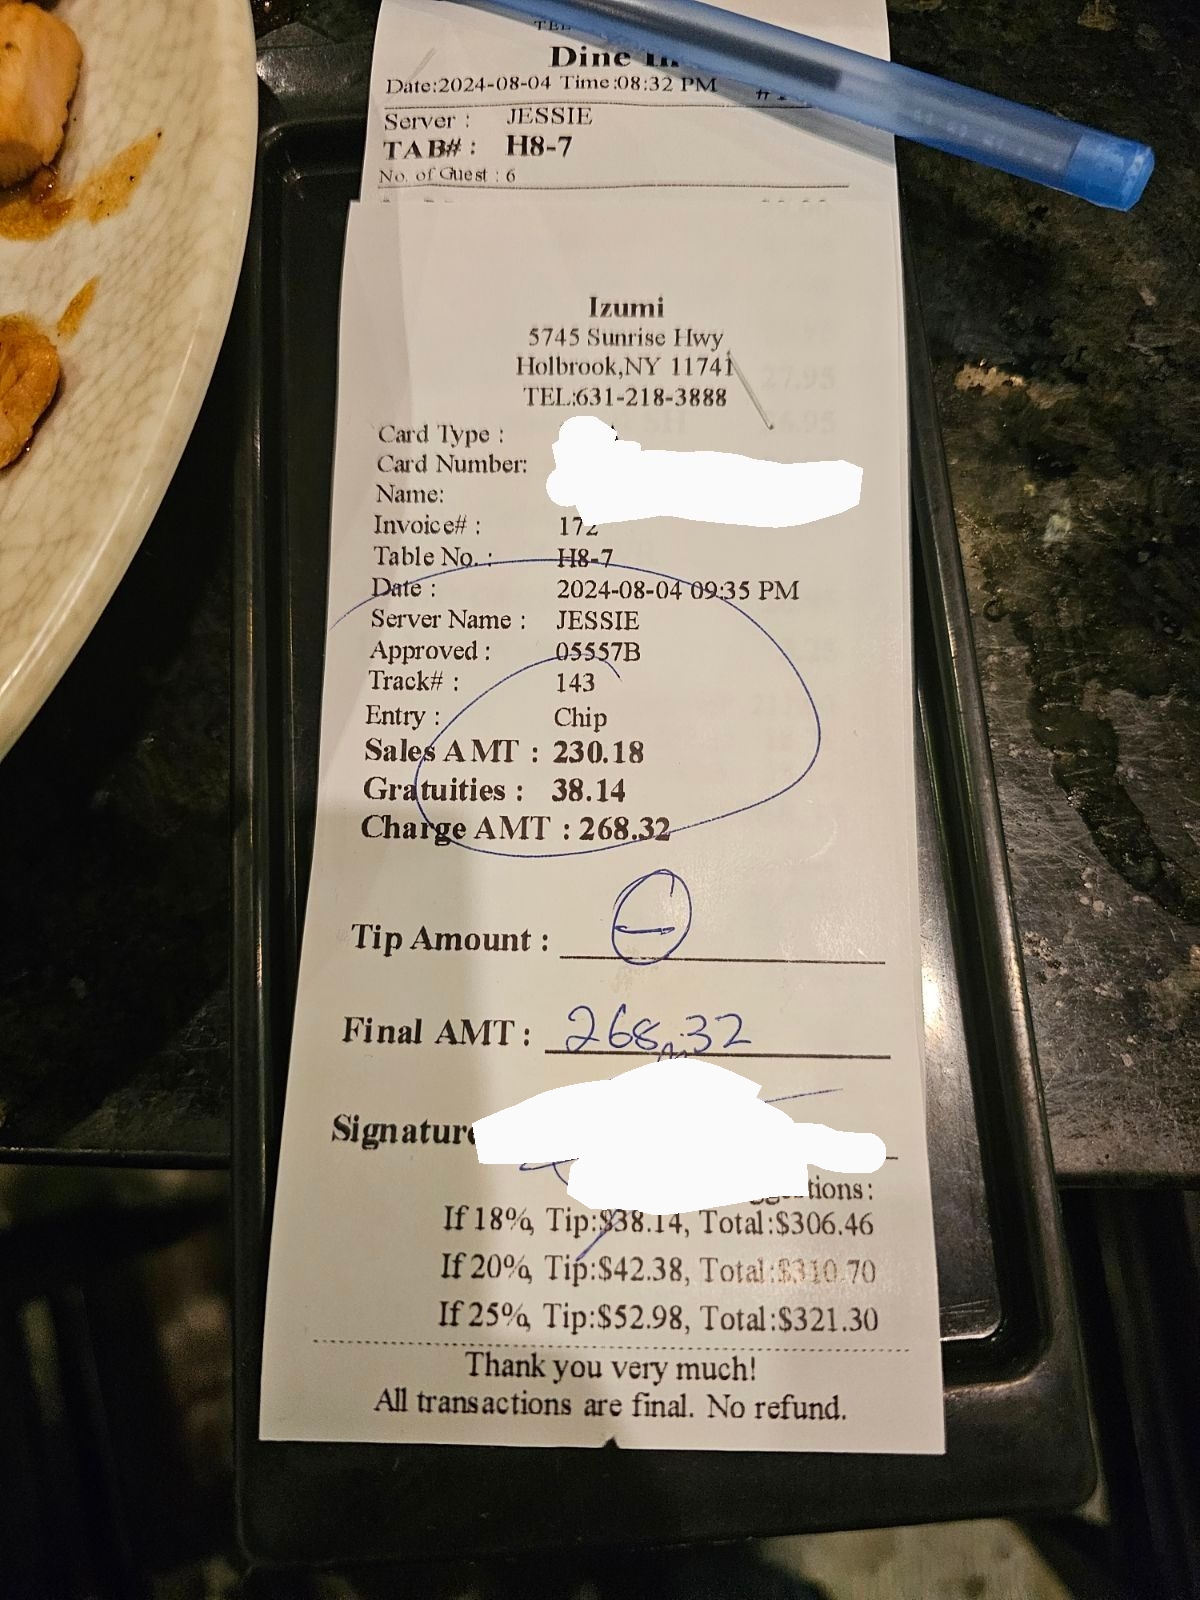 Dine
Date:2024-08-04 Time:08:32 PM
Server : JESSIE
TAB# : H8-7
No. of Guest : 6
Izumi
5745 Sunrise Hwy
Holbrook,NY 11741
TEL:631-218-3888
27.95
Card Type :
Card Number:
Name:
Invoice# : 172
Table No. : H8-7
Date : 2024-08-04 09:35 PM
Server Name : JESSIE
Approved : 05557B
Track# : 143
Entry : Chip
Sales AMT : 230.18
Gratuities : 38.14
Charge AMT : 268.32
Tip Amount :
Final AMT : 268.32
Signature
If 18%, Tip:$38.14, Total:$306.46
If 20%, Tip:$42.38, Total:$310.70
If 25%, Tip:$52.98, Total:$321.30
Thank you very much!
All transactions are final. No refund.